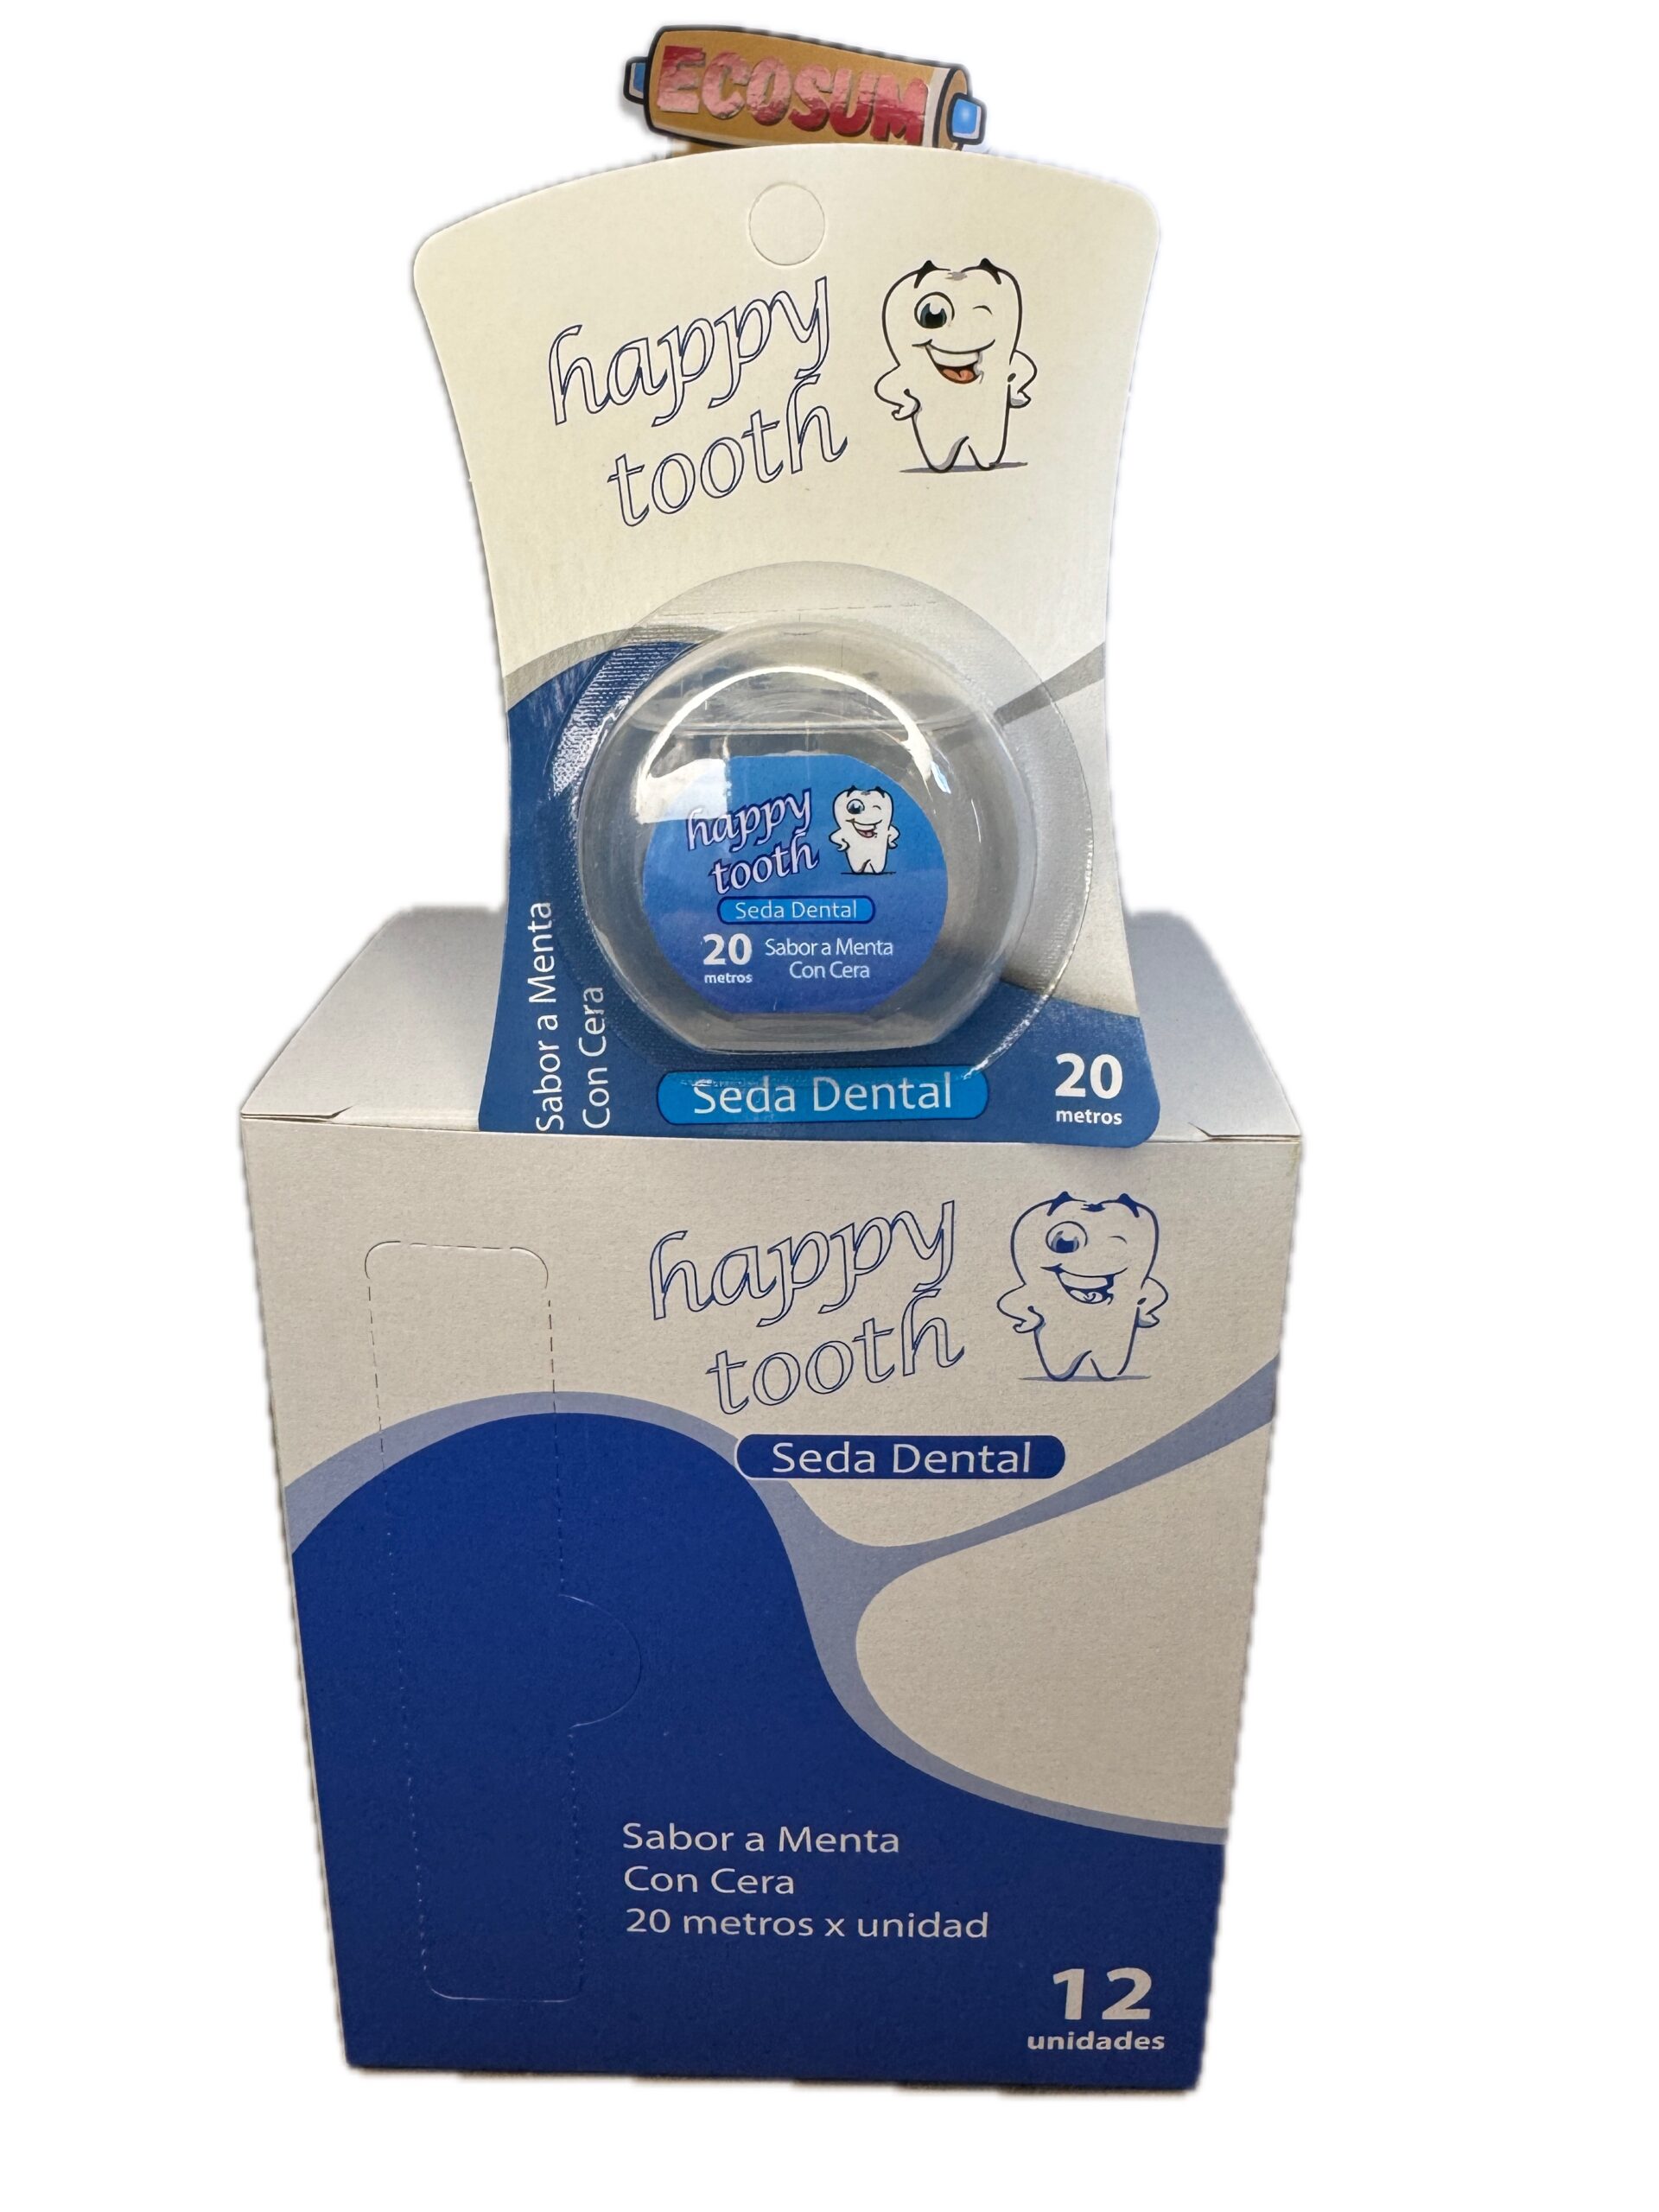 ECOSUM
happy
tooth
happy
tooth
Seda Dental
20 metros
Sabor a Menta
Con Cera
Sabor a Menta
Con Cera
Seda Dental
20
metros
happy
tooth
Seda Dental
Sabor a Menta
Con Cera
20 metros x unidad
12
unidades